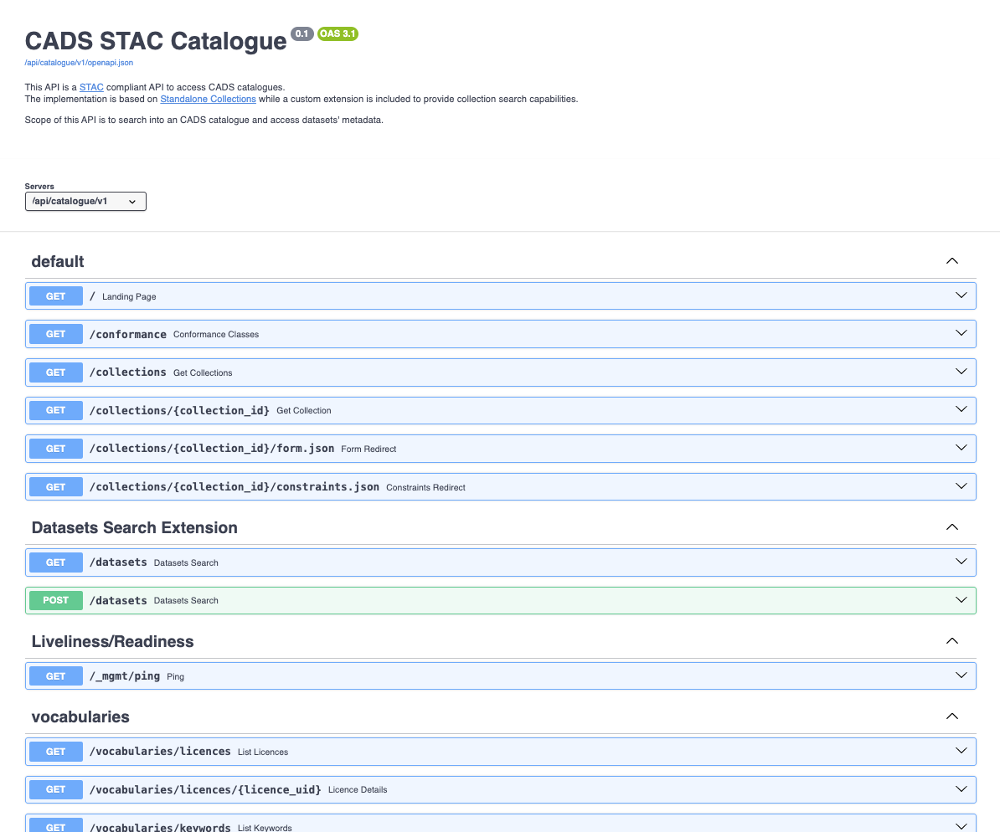 CADS STAC Catalogue 0.1 OAS 3.1
/api/catalogue/v1/openapi.json
This API is a STAC compliant API to access CADS catalogues.
The implementation is based on Standalone Collections while a custom extension is included to provide collection search capabilities.
Scope of this API is to search into an CADS catalogue and access datasets' metadata.
Servers
/api/catalogue/v1
default
GET / Landing Page
GET /conformance Conformance Classes
GET /collections Get Collections
GET /collections/{collection_id} Get Collection
GET /collections/{collection_id}/form.json Form Redirect
GET /collections/{collection_id}/constraints.json Constraints Redirect
Datasets Search Extension
GET /datasets Datasets Search
POST /datasets Datasets Search
Liveliness/Readiness
GET /_mgmt/ping Ping
vocabularies
GET /vocabularies/licences List Licences
GET /vocabularies/licences/{licence_uid} Licence Details
GET /vocabularies/keywords List Keywords